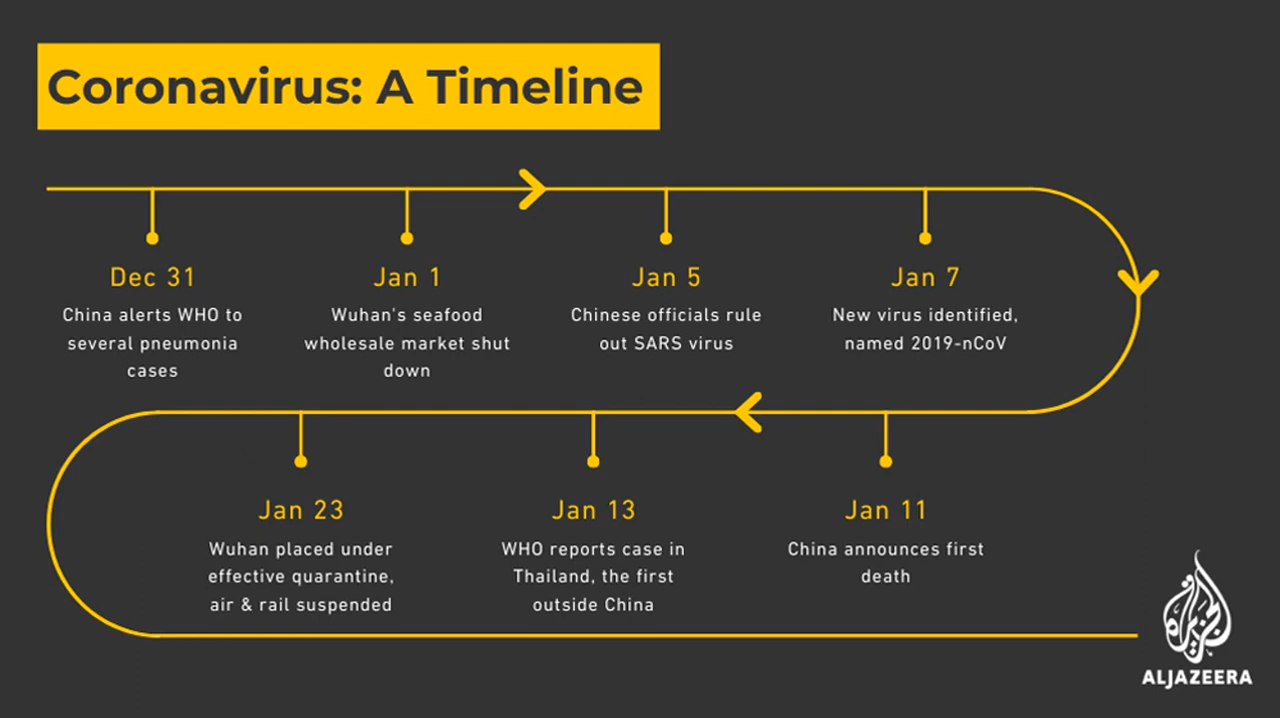 Coronavirus: A Timeline
Dec 31
China alerts WHO to
several pneumonia
cases
Jan 1
Wuhan's seafood
wholesale market shut
down
Jan 5
Chinese officials rule
out SARS virus
Jan 7
New virus identified,
named 2019-nCoV
Jan 11
China announces first
death
Jan 13
WHO reports case in
Thailand, the first
outside China
Jan 23
Wuhan placed under
effective quarantine,
air & rail suspended
الجزيرة
ALJAZEERA